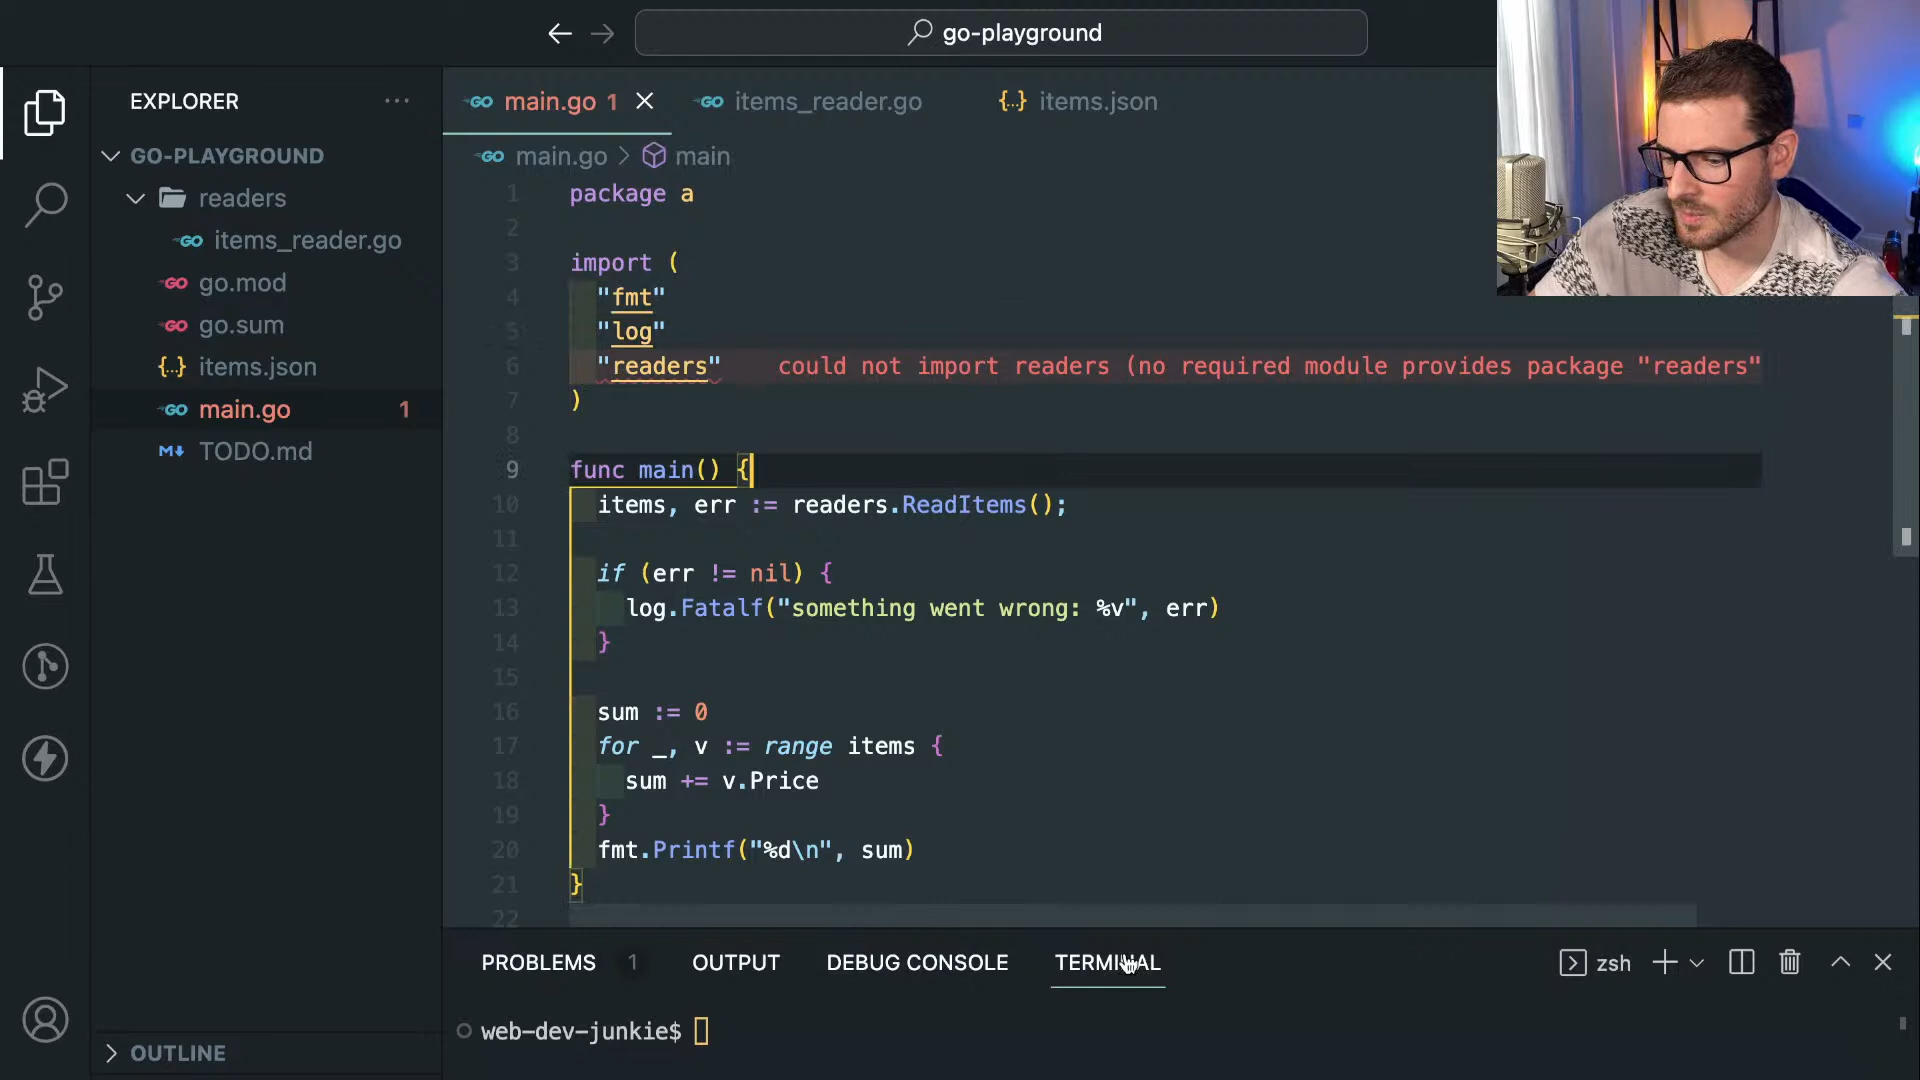 go-playground
EXPLORER
GO-PLAYGROUND
readers
items_reader.go
go.mod
go.sum
items.json
main.go 1
TODO.md
OUTLINE
main.go 1
items_reader.go
{..} items.json
main.go > main
1 package a
2
3 import (
4 "fmt"
5 "log"
6 "readers" could not import readers (no required module provides package "readers"
7 )
8
9 func main() {
10 items, err := readers.ReadItems();
11
12 if (err != nil) {
13 log.Fatalf("something went wrong: %v", err)
14 }
15
16 sum := 0
17 for _, v := range items {
18 sum += v.Price
19 }
20 fmt.Printf("%d\n", sum)
21 }
22
PROBLEMS 1 OUTPUT DEBUG CONSOLE TERMINAL
zsh
web-dev-junkie$